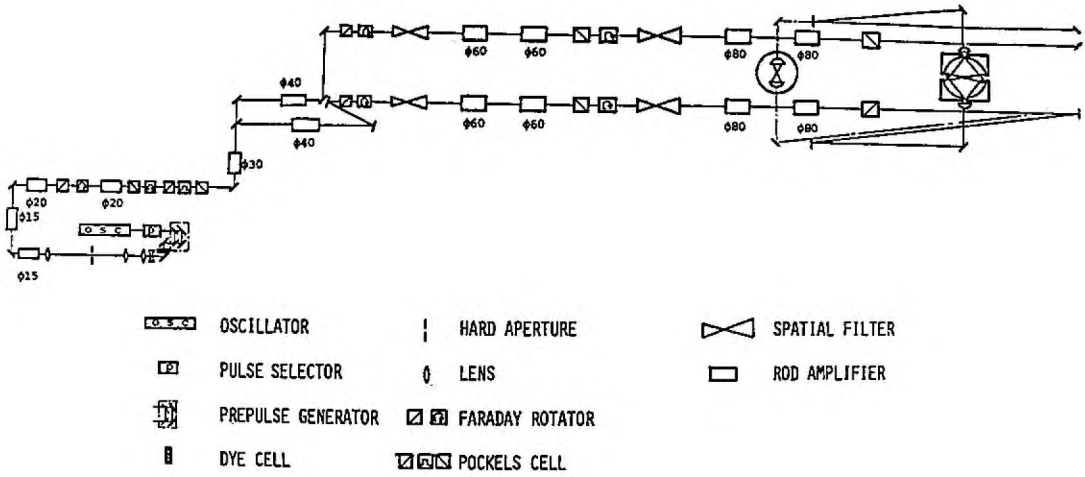 φ60 φ60 φ80 φ80
φ40
φ60 φ60 φ80 φ80
φ40
φ30
φ20 φ20
φ15
OSC
φ15
OSC OSCILLATOR
HARD APERTURE
SPATIAL FILTER
PULSE SELECTOR
LENS
ROD AMPLIFIER
PREPULSE GENERATOR
FARADAY ROTATOR
DYE CELL
POCKELS CELL